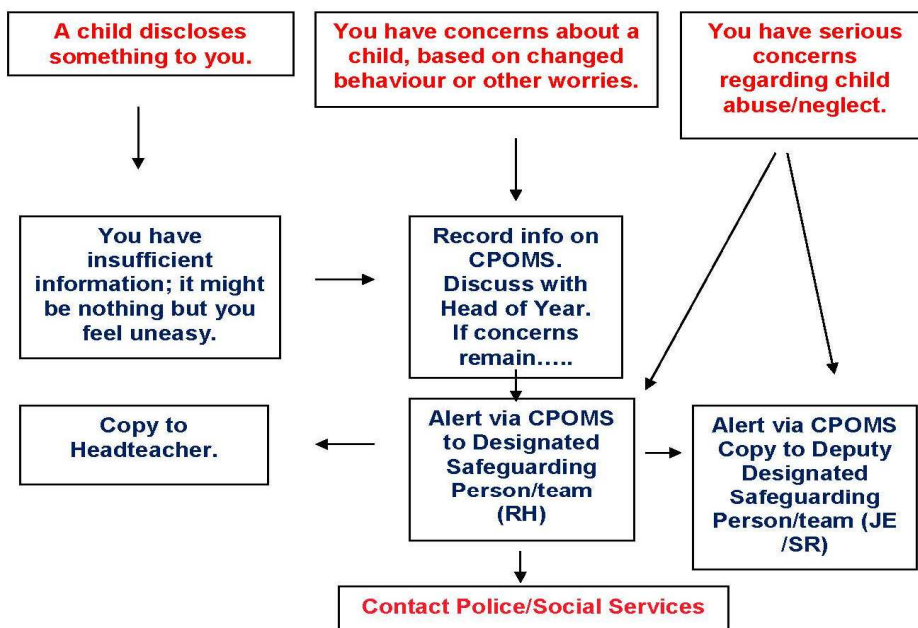 A child discloses
something to you.
You have concerns about a
child, based on changed
behaviour or other worries.
You have serious
concerns
regarding child
abuse/neglect.
You have
insufficient
information; it might
be nothing but you
feel uneasy.
Record info on
CPOMS.
Discuss with
Head of Year.
If concerns
remain…..
Copy to
Headteacher.
Alert via CPOMS
to Designated
Safeguarding
Person/team
(RH)
Alert via CPOMS
Copy to Deputy
Designated
Safeguarding
Person/team (JE
/SR)
Contact Police/Social Services